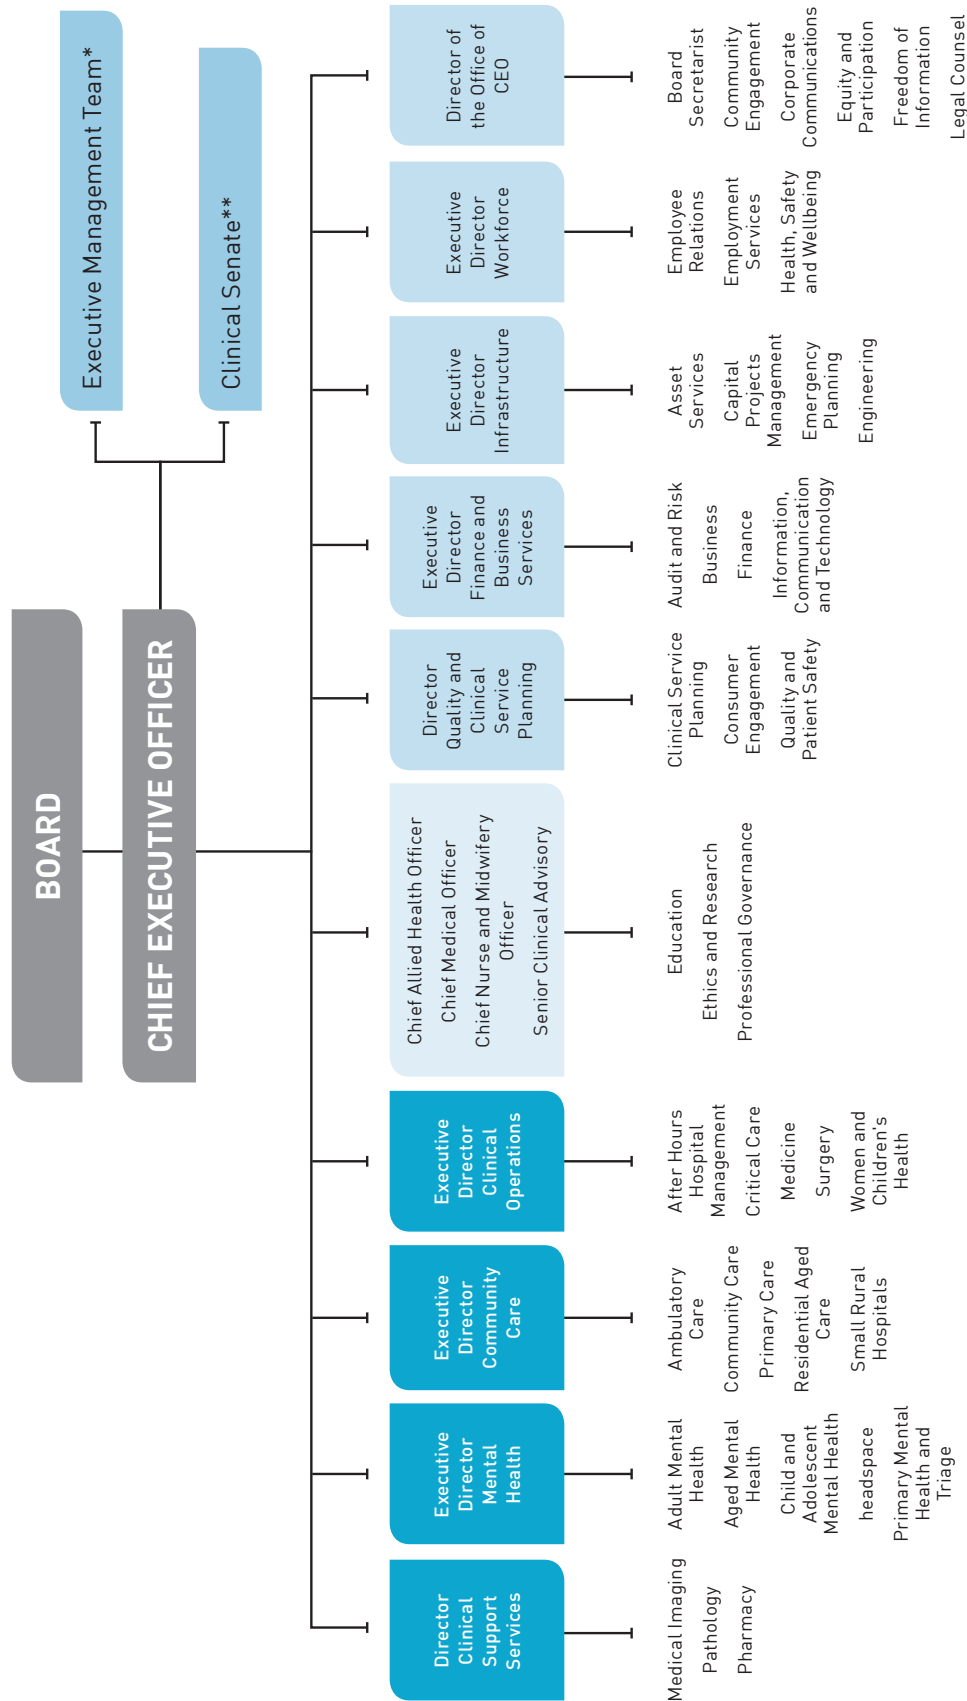 BOARD
CHIEF EXECUTIVE OFFICER
Executive Management Team*
Clinical Senate**
Director
Clinical
Support
Services
Medical Imaging
Pathology
Pharmacy
Executive
Director
Mental
Health
Adult Mental
Health
Aged Mental
Health
Child and
Adolescent
Mental Health
headspace
Primary Mental
Health and
Triage
Executive
Director
Community
Care
Ambulatory
Care
Community Care
Primary Care
Residential Aged
Care
Small Rural
Hospitals
Executive
Director
Clinical
Operations
After Hours
Hospital
Management
Critical Care
Medicine
Surgery
Women and
Children's
Health
Chief Allied Health Officer
Chief Medical Officer
Chief Nurse and Midwifery
Officer
Senior Clinical Advisory
Education
Ethics and Research
Professional Governance
Director
Quality and
Clinical
Service
Planning
Clinical Service
Planning
Consumer
Engagement
Quality and
Patient Safety
Executive
Director
Finance and
Business
Services
Audit and Risk
Business
Finance
Information,
Communication
and Technology
Executive
Director
Infrastructure
Asset
Services
Capital
Projects
Management
Emergency
Planning
Engineering
Executive
Director
Workforce
Employee
Relations
Employment
Services
Health, Safety
and Wellbeing
Director of
the Office of
CEO
Board
Secretarist
Community
Engagement
Corporate
Communications
Equity and
Participation
Freedom of
Information
Legal Counsel